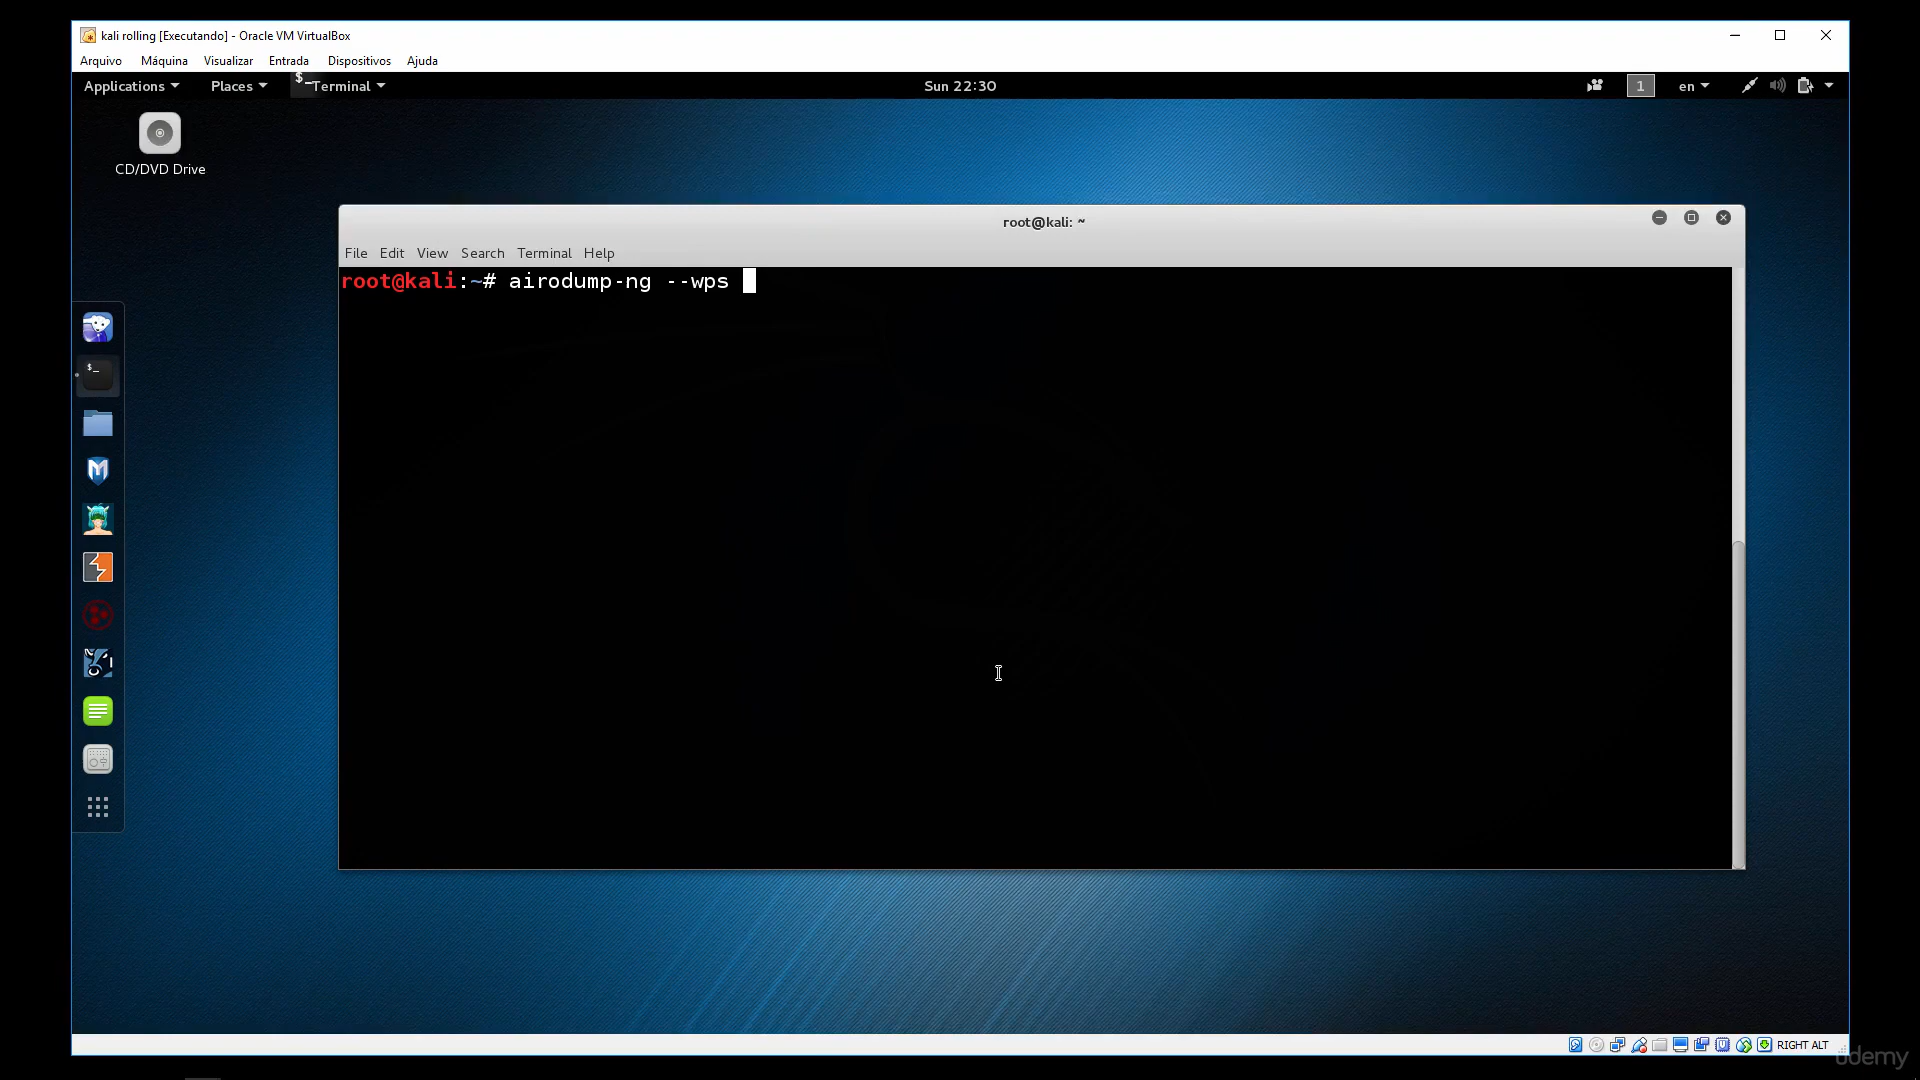 kali rolling [Executando] - Oracle VM VirtualBox
Arquivo Máquina Visualizar Entrada Dispositivos Ajuda
Applications Places Terminal Sun 22:30 1 en
CD/DVD Drive
root@kali: ~
File Edit View Search Terminal Help
root@kali:~# airodump-ng --wps
RIGHT ALT
udemy